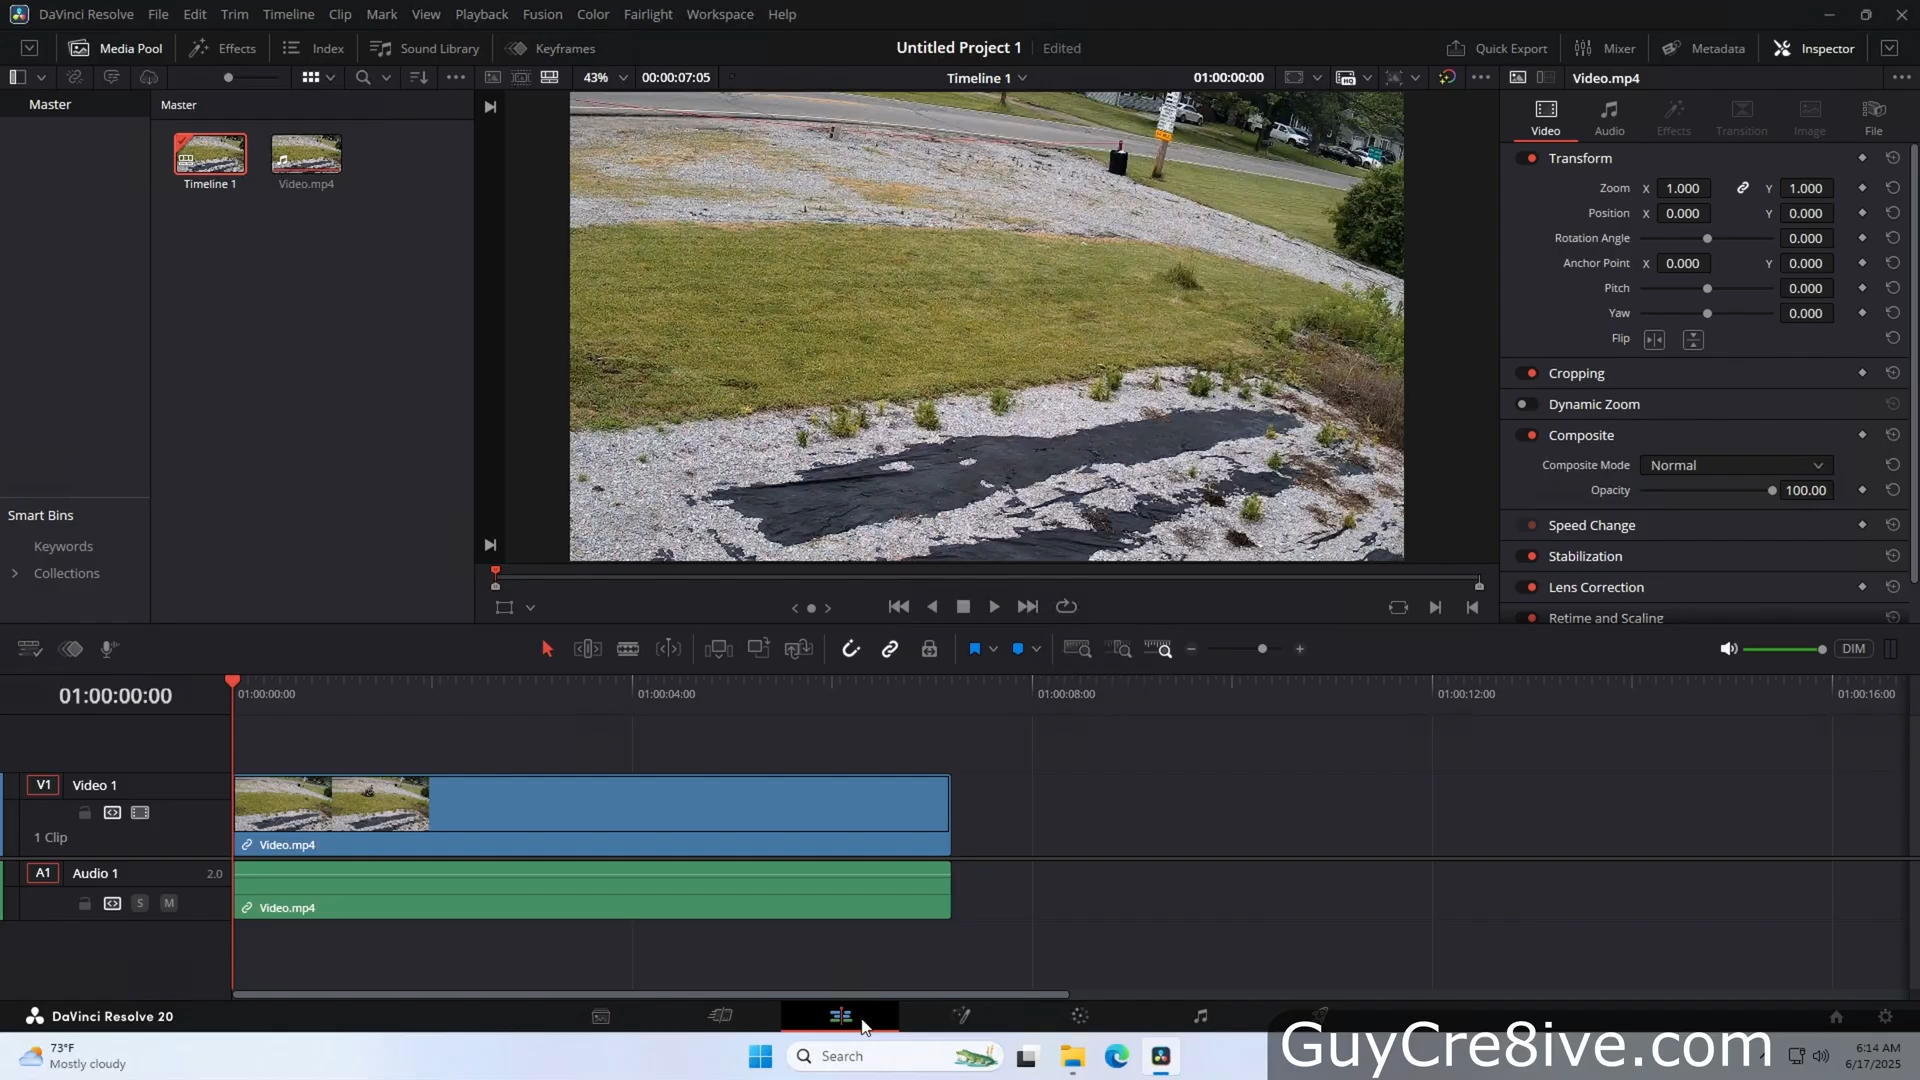 DaVinci Resolve File Edit Trim Timeline Clip Mark View Playback Fusion Color Fairlight Workspace Help
Media Pool Effects Index Sound Library Keyframes Untitled Project 1 Edited Quick Export Mixer Metadata Inspector
43% 00:00:07:05 Timeline 1 01:00:00:00 Video.mp4
Master Master
Video Audio Effects Transition Image File
Timeline 1 Video.mp4
Transform
Zoom X 1.000 Y 1.000
Position X 0.000 Y 0.000
Rotation Angle 0.000
Anchor Point X 0.000 Y 0.000
Pitch 0.000
Yaw 0.000
Flip
Cropping
Dynamic Zoom
Composite
Composite Mode Normal
Opacity 100.00
Smart Bins
Keywords
Collections
Speed Change
Stabilization
Lens Correction
Retime and Scaling
DIM
01:00:00:00 01:00:00:00 01:00:04:00 01:00:08:00 01:00:12:00 01:00:16:00
V1 Video 1
1 Clip
Video.mp4
A1 Audio 1 2.0
S M
Video.mp4
DaVinci Resolve 20
73°F
Mostly cloudy
Search
GuyCre8ive.com
6:14 AM
6/17/2025